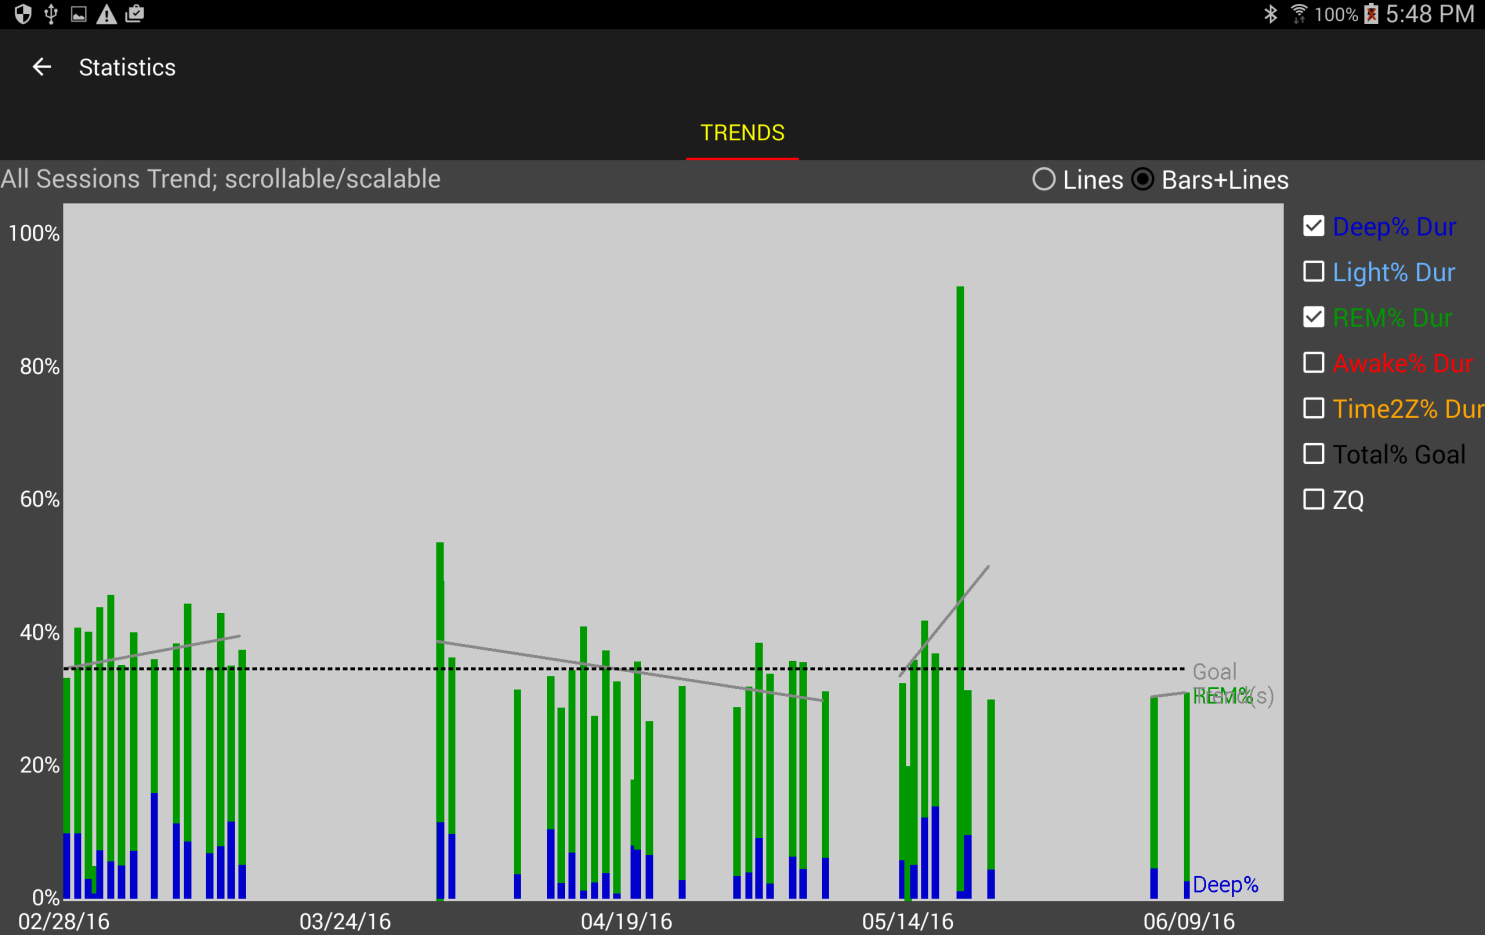 100% 5:48 PM
Statistics
TRENDS
All Sessions Trend; scrollable/scalable
Lines Bars+Lines
100%
80%
60%
40%
20%
0%
Deep% Dur
Light% Dur
REM% Dur
Awake% Dur
Time2Z% Dur
Total% Goal
ZQ
Goal
REM%
Trend(s)
Deep%
02/28/16 03/24/16 04/19/16 05/14/16 06/09/16